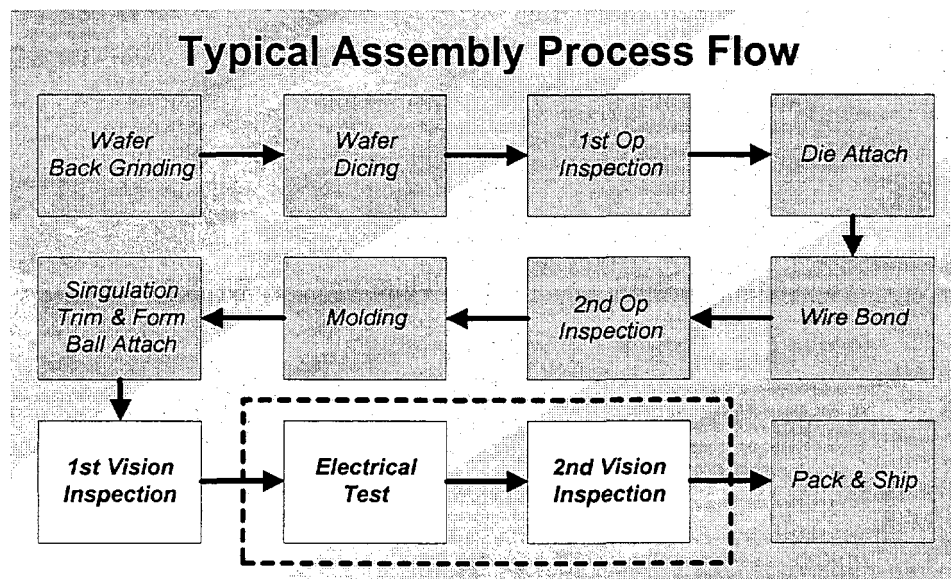 Typical Assembly Process Flow
Wafer
Back Grinding
Wafer
Dicing
1st Op
Inspection
Die Attach
Singulation
Trim & Form
Ball Attach
Molding
2nd Op
Inspection
Wire Bond
1st Vision
Inspection
Electrical
Test
2nd Vision
Inspection
Pack & Ship